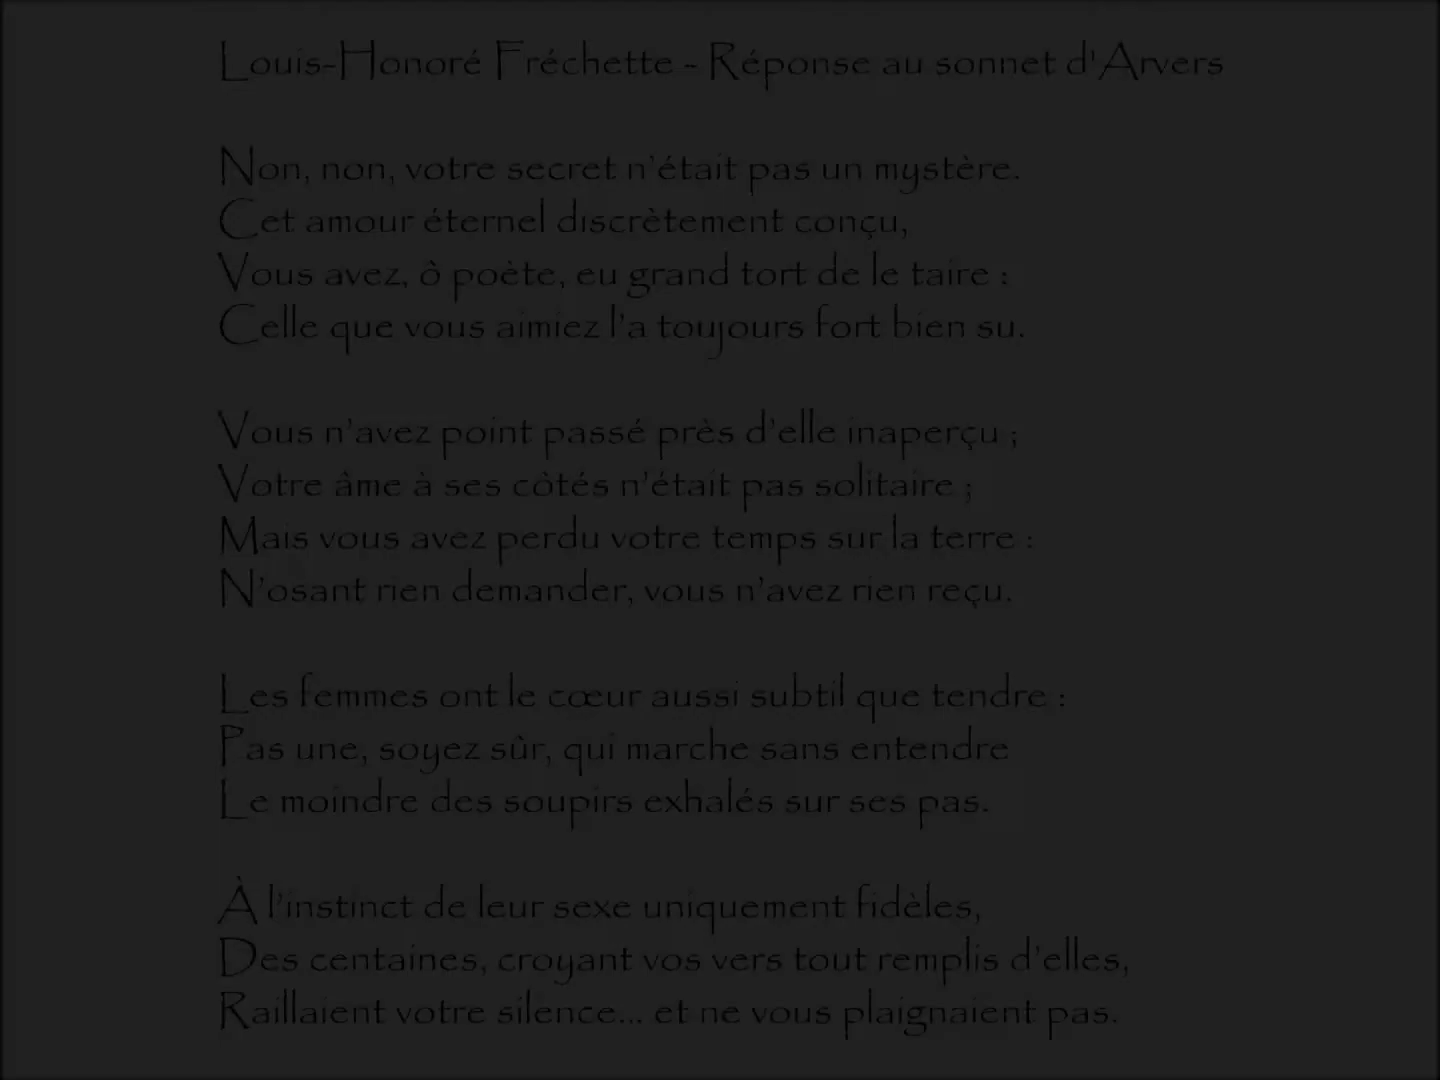 Louis-Honoré Fréchette - Réponse au sonnet d'Arvers
Non, non, votre secret n'était pas un mystère.
Cet amour éternel discrètement conçu,
Vous avez, ô poète, eu grand tort de le taire :
Celle que vous aimiez l'a toujours fort bien su.
Vous n'avez point passé près d'elle inaperçu ;
Votre âme à ses côtés n'était pas solitaire ;
Mais vous avez perdu votre temps sur la terre :
N'osant rien demander, vous n'avez rien reçu.
Les femmes ont le cœur aussi subtil que tendre :
Pas une, soyez sûr, qui marche sans entendre
Le moindre des soupirs exhalés sur ses pas.
À l'instinct de leur sexe uniquement fidèles,
Des centaines, croyant vos vers tout remplis d'elles,
Raillaient votre silence... et ne vous plaignaient pas.